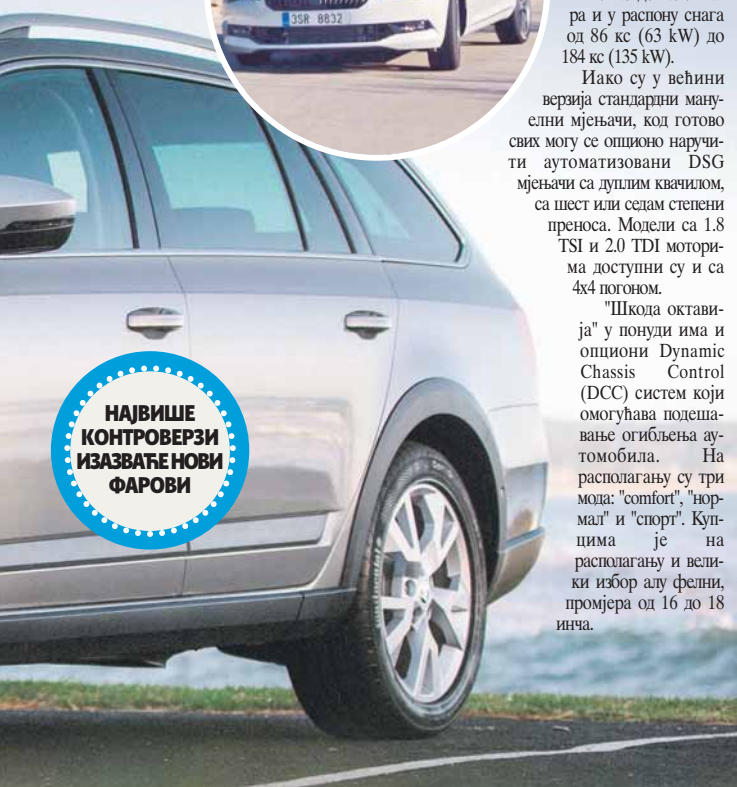 3SR 8832
ра и у распону снага
од 86 кс (63 kW) до
184 кс (135 kW).
Иако су у већини
верзија стандардни ману-
елни мјењачи, код готово
свих могу се опционо наручи-
ти аутоматизовани DSG
мјењачи са дуплим квачилом,
са шест или седам степени
преноса. Модели са 1.8
TSI и 2.0 TDI мотори-
ма доступни су и са
4х4 погоном.
"Шкода октави-
ја" у понуди има и
опциони Dynamic
Chassis Control
(DCC) систем који
омогућава подеша-
вање огибљења ау-
томобила. На
располагању су три
мода: "comfort", "нор-
мал" и "спорт". Куп-
цима је на
располагању и вели-
ки избор алу фелни,
промјера од 16 до 18
инча.
НАЈВИШЕ
КОНТРОВЕРЗИ
ИЗАЗВАЋЕ НОВИ
ФАРОВИ